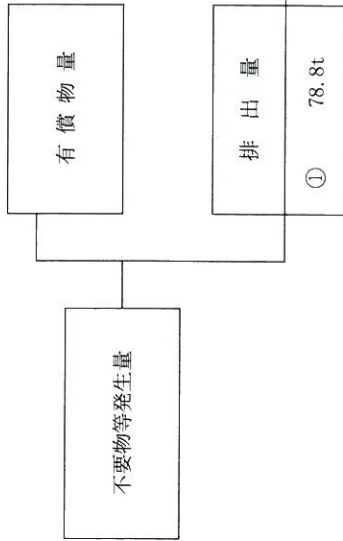 不要物等発生量
有償物量
排出量
① 78.8t